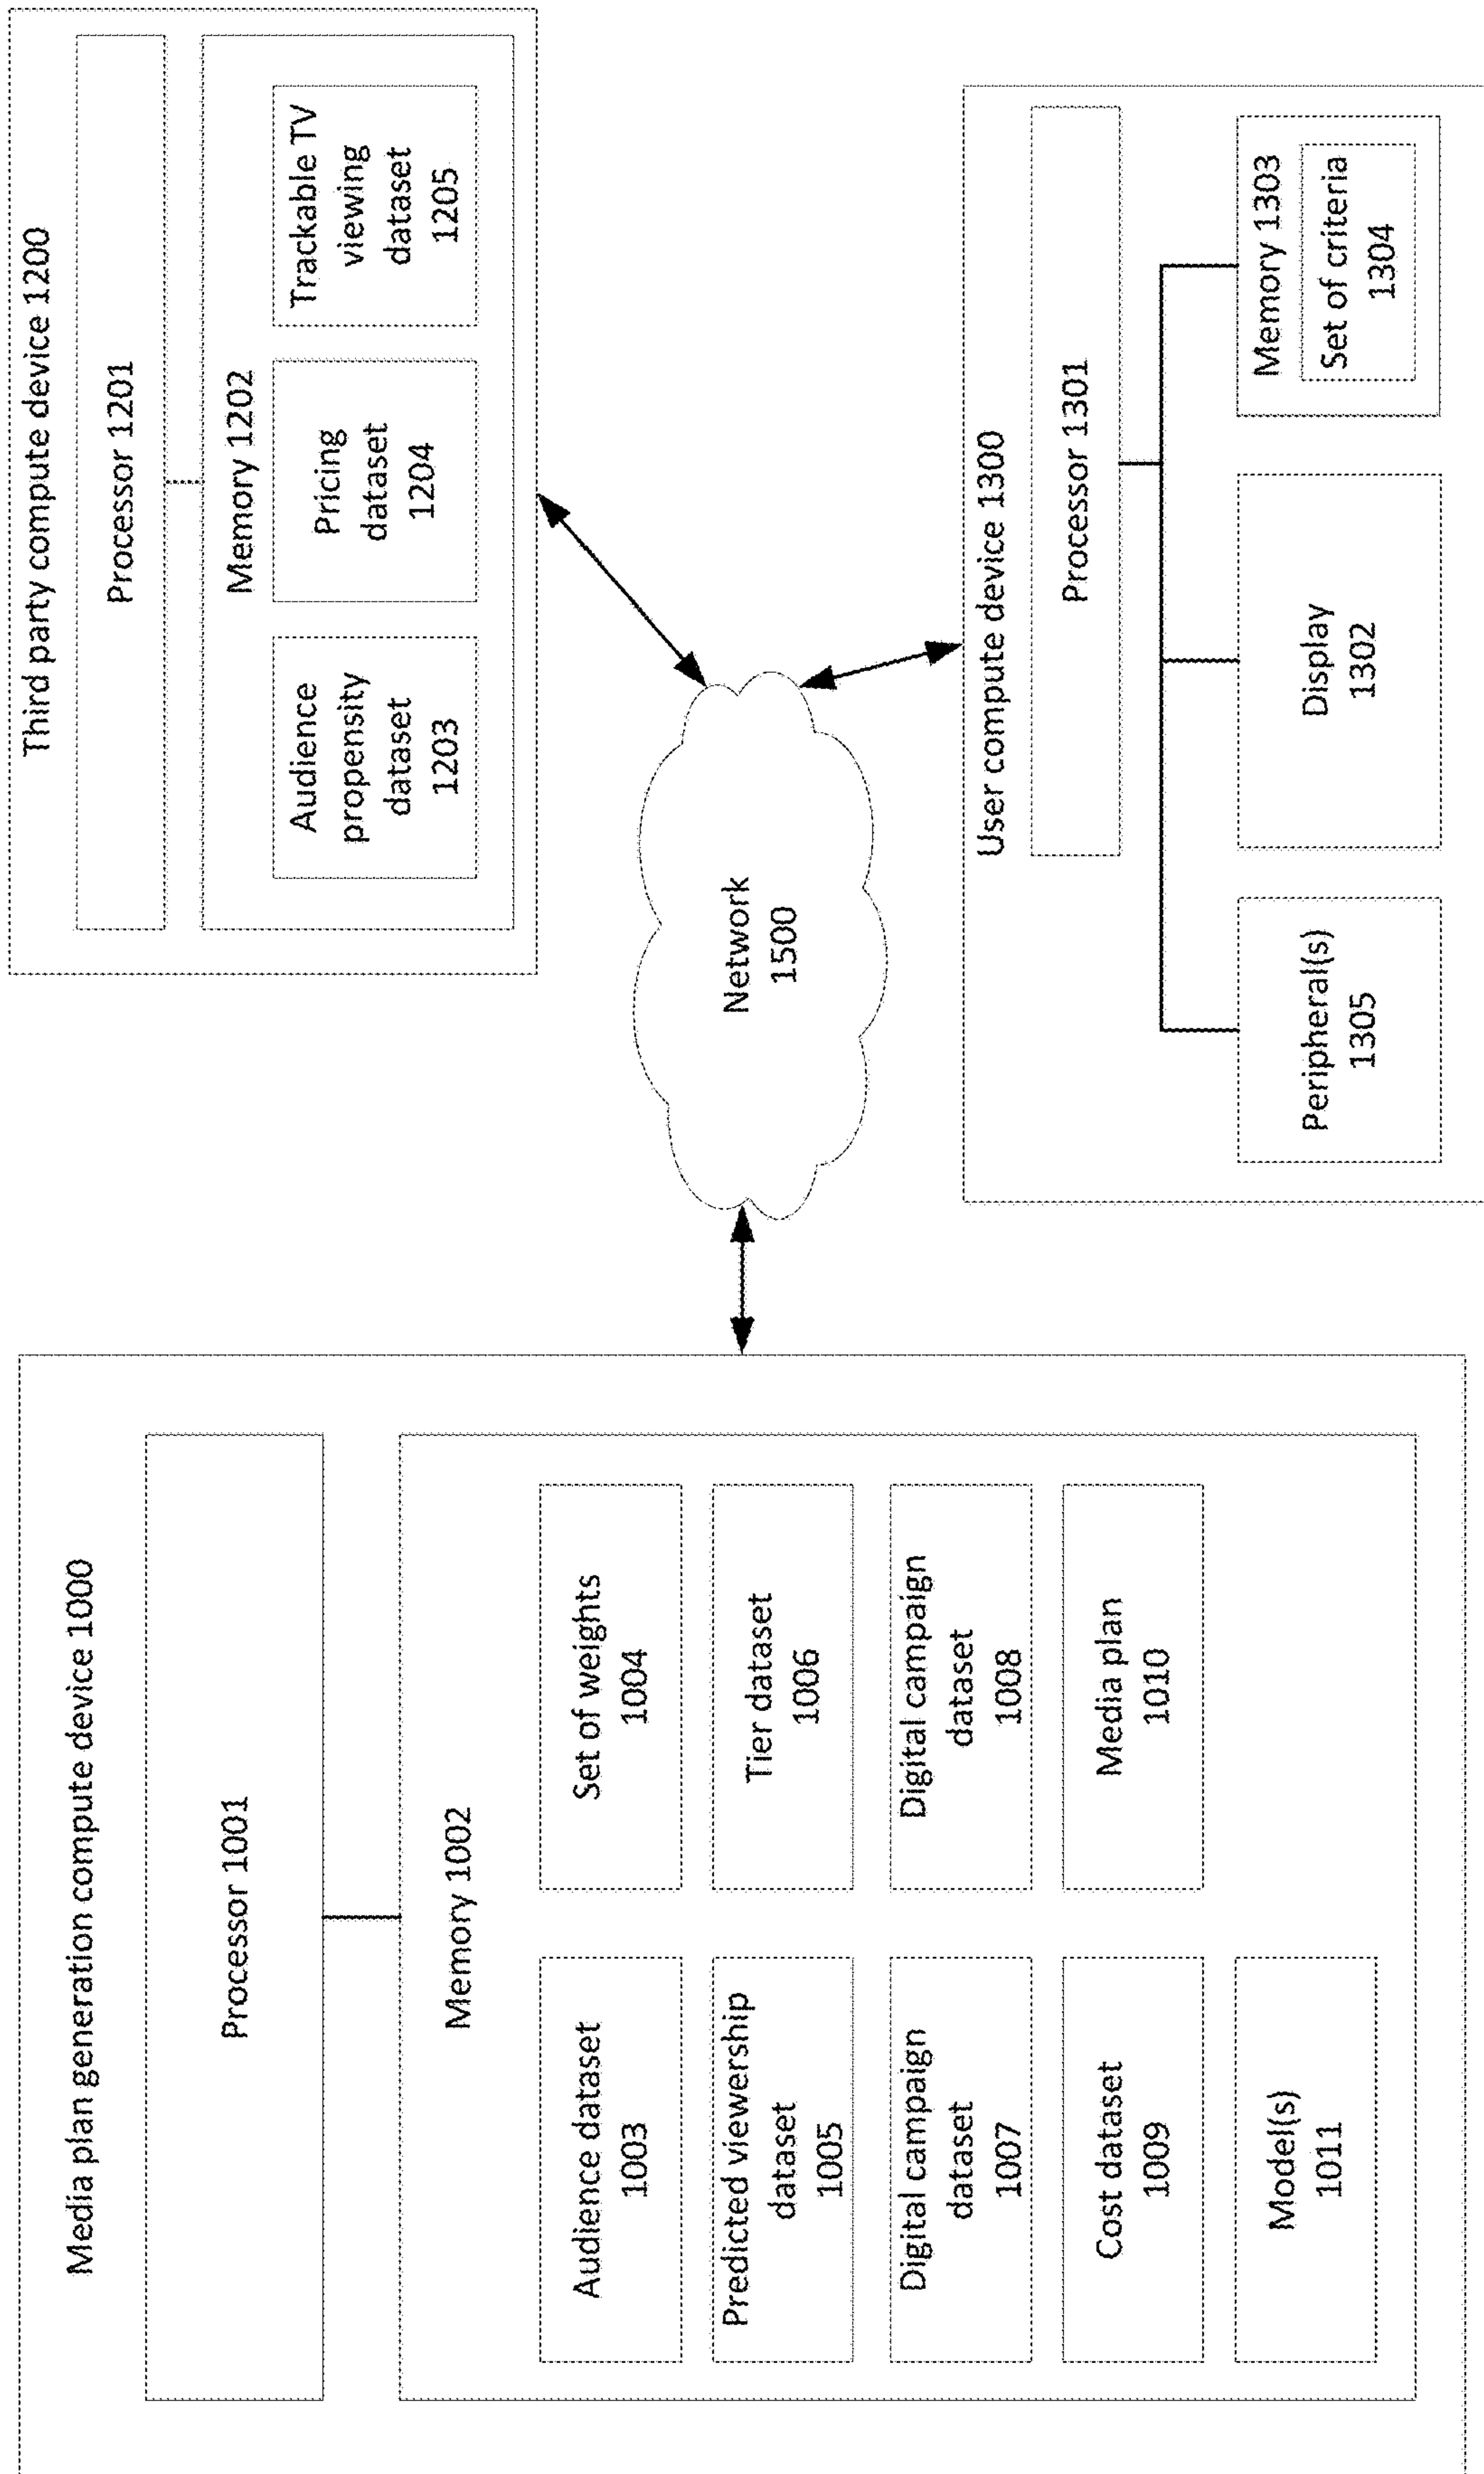 Media plan generation compute device 1000
Processor 1001
Memory 1002
Audience dataset
1003
Set of weights
1004
Predicted viewership
dataset
1005
Tier dataset
1006
Digital campaign
dataset
1007
Digital campaign
dataset
1008
Cost dataset
1009
Media plan
1010
Model(s)
1011
Network
1500
Third party compute device 1200
Processor 1201
Memory 1202
Audience
propensity
dataset
1203
Pricing
dataset
1204
Trackable TV
viewing
dataset
1205
User compute device 1300
Processor 1301
Peripheral(s)
1305
Display
1302
Memory 1303
Set of criteria
1304